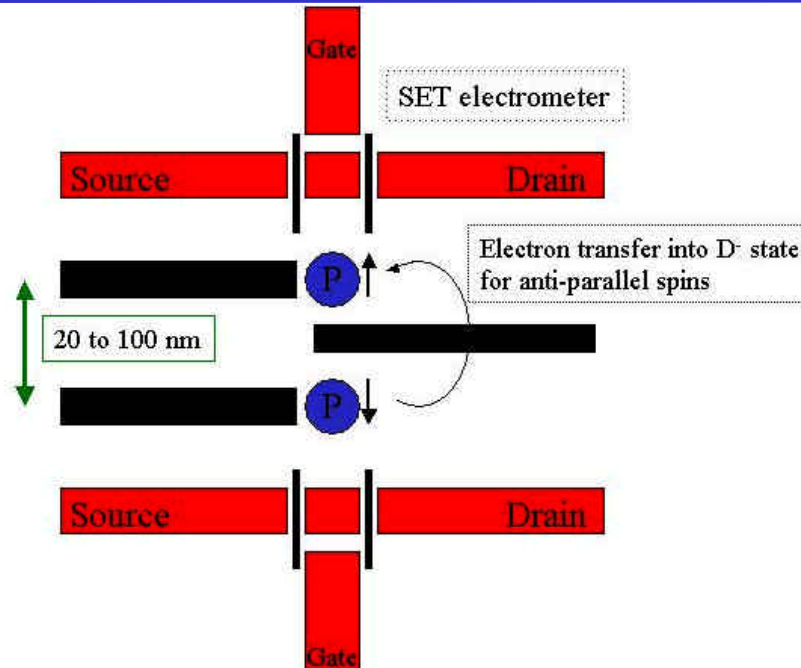 Gate
SET electrometer
Source
Drain
P
Electron transfer into D⁻ state
for anti-parallel spins
20 to 100 nm
P
Source
Drain
Gate